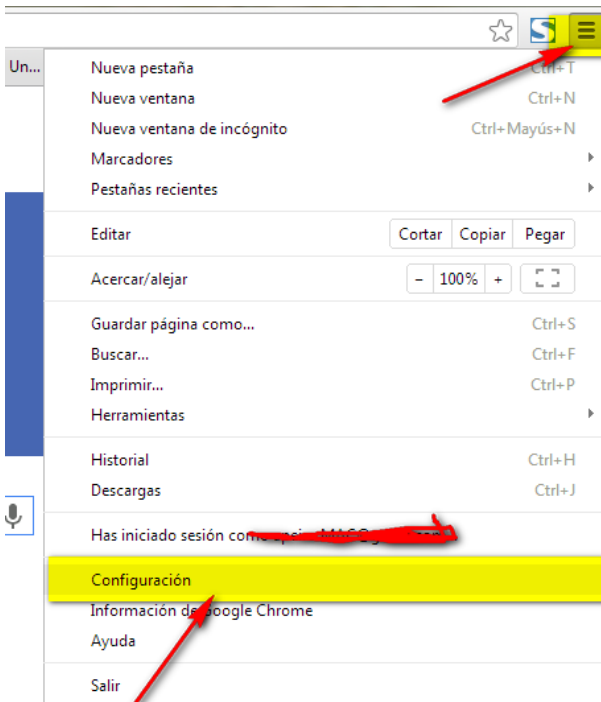 Un...
Nueva pestaña Ctrl+T
Nueva ventana Ctrl+N
Nueva ventana de incógnito Ctrl+Mayús+N
Marcadores
Pestañas recientes
Editar Cortar Copiar Pegar
Acercar/alejar - 100% +
Guardar página como... Ctrl+S
Buscar... Ctrl+F
Imprimir... Ctrl+P
Herramientas
Historial Ctrl+H
Descargas Ctrl+J
Has iniciado sesión como
Configuración
Información de Google Chrome
Ayuda
Salir